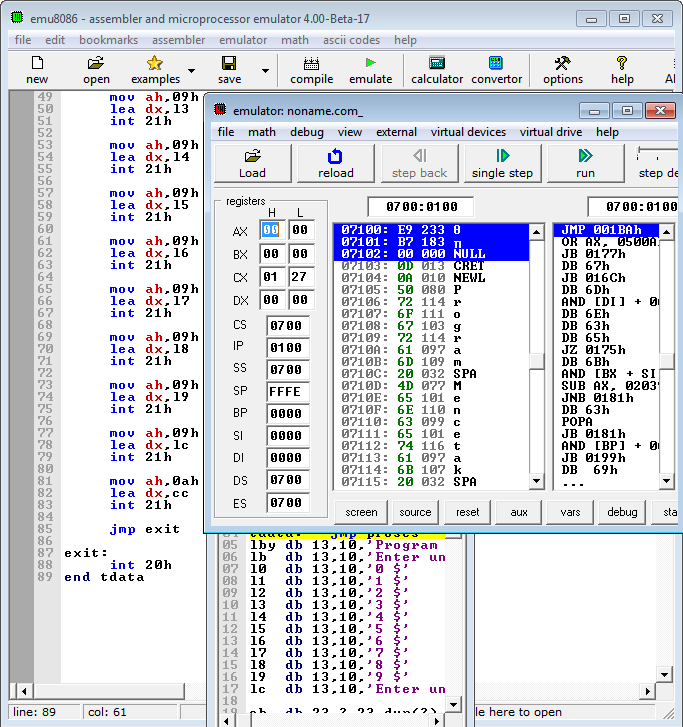 emu8086 - assembler and microprocessor emulator 4.00-Beta-17
file edit bookmarks assembler emulator math ascii codes help
new open examples save compile emulate calculator convertor options help
49 mov ah,09h
50 lea dx,l3
51 int 21h
52
53 mov ah,09h
54 lea dx,l4
55 int 21h
56
57 mov ah,09h
58 lea dx,l5
59 int 21h
60
61 mov ah,09h
62 lea dx,l6
63 int 21h
64
65 mov ah,09h
66 lea dx,l7
67 int 21h
68
69 mov ah,09h
70 lea dx,l8
71 int 21h
72
73 mov ah,09h
74 lea dx,l9
75 int 21h
76
77 mov ah,09h
78 lea dx,lc
79 int 21h
80
81 mov ah,0ah
82 lea dx,cc
83 int 21h
84
85 jmp exit
86
87 exit:
88 int 20h
89 end tdata
emulator: noname.com_
file math debug view external virtual devices virtual drive help
Load reload step back single step run
registers
H L
AX 00 00
BX 00 00
CX 01 27
DX 00 00
CS 0700
IP 0100
SS 0700
SP FFFE
BP 0000
SI 0000
DI 0000
DS 0700
ES 0700
0700:0100
07100: E9 233 θ
07101: B7 183 π
07102: 00 000 NULL
07103: 0D 013 CRET
07104: 0A 010 NEWL
07105: 50 080 P
07106: 72 114 r
07107: 6F 111 o
07108: 67 103 g
07109: 72 114 r
0710A: 61 097 a
0710B: 6D 109 m
0710C: 20 032 SPA
0710D: 4D 077 M
0710E: 65 101 e
0710F: 6E 110 n
07110: 63 099 c
07111: 65 101 e
07112: 74 116 t
07113: 61 097 a
07114: 6B 107 k
07115: 20 032 SPA
0700:0100
JMP 001BAh
OR AX, 0500A
JB 0177h
DB 67h
JB 016Ch
DB 6Dh
AND [DI] +
DB 6Eh
DB 63h
DB 65h
JZ 0175h
DB 6Bh
AND [BX + SI
SUB AX, 0203
JNB 0181h
DB 63h
POPA
JB 0181h
AND [BP] +
JB 0199h
DB 69h
...
screen source reset aux vars debug
05 lby db 13,10,'Program
06 lb db 13,10,'Enter un
07 l0 db 13,10,'0 $'
08 l1 db 13,10,'1 $'
09 l2 db 13,10,'2 $'
10 l3 db 13,10,'3 $'
11 l4 db 13,10,'4 $'
12 l5 db 13,10,'5 $'
13 l6 db 13,10,'6 $'
14 l7 db 13,10,'7 $'
15 l8 db 13,10,'8 $'
16 l9 db 13,10,'9 $'
17 lc db 13,10,'Enter un
18
line: 89 col: 61 here to open